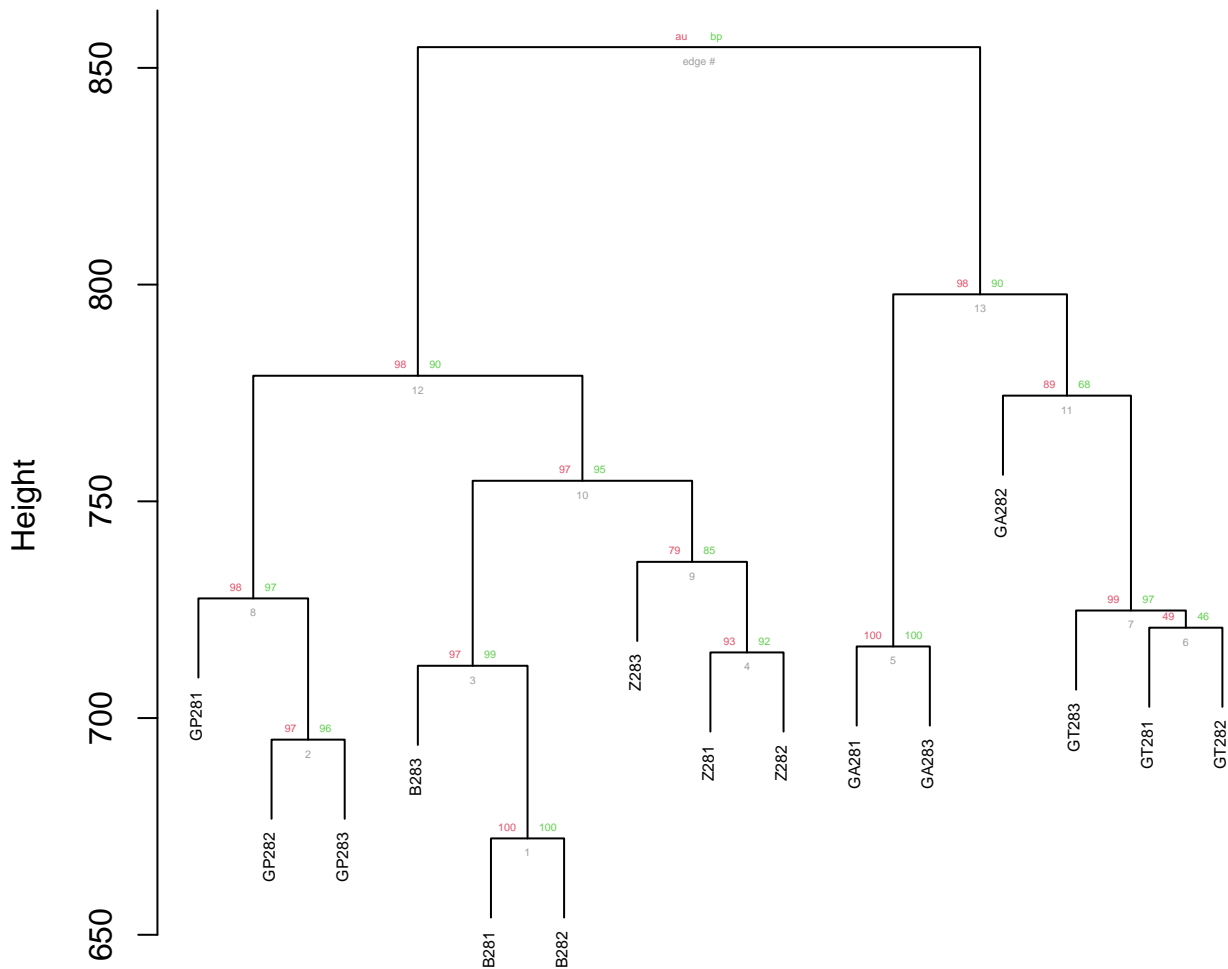 au bp
edge #
850
800
98 90
13
98 90
12
89 68
11
97 95
10
Height
750
GA282
79 85
9
98 97
8
99 97
7
49 46
6
100 100
5
93 92
4
97 99
3
Z283
700
GP281
97 96
2
GT283
GT281
GT282
B283
Z281
Z282
GA281
GA283
100 100
1
GP282
GP283
650
B281
B282